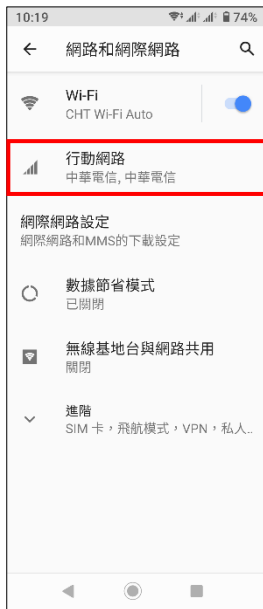 10:19 74%
網路和網際網路
Wi-Fi
CHT Wi-Fi Auto
行動網路
中華電信, 中華電信
網際網路設定
網際網路和MMS的下載設定
數據節省模式
已關閉
無線基地台與網路共用
關閉
進階
SIM 卡，飛航模式，VPN，私人..